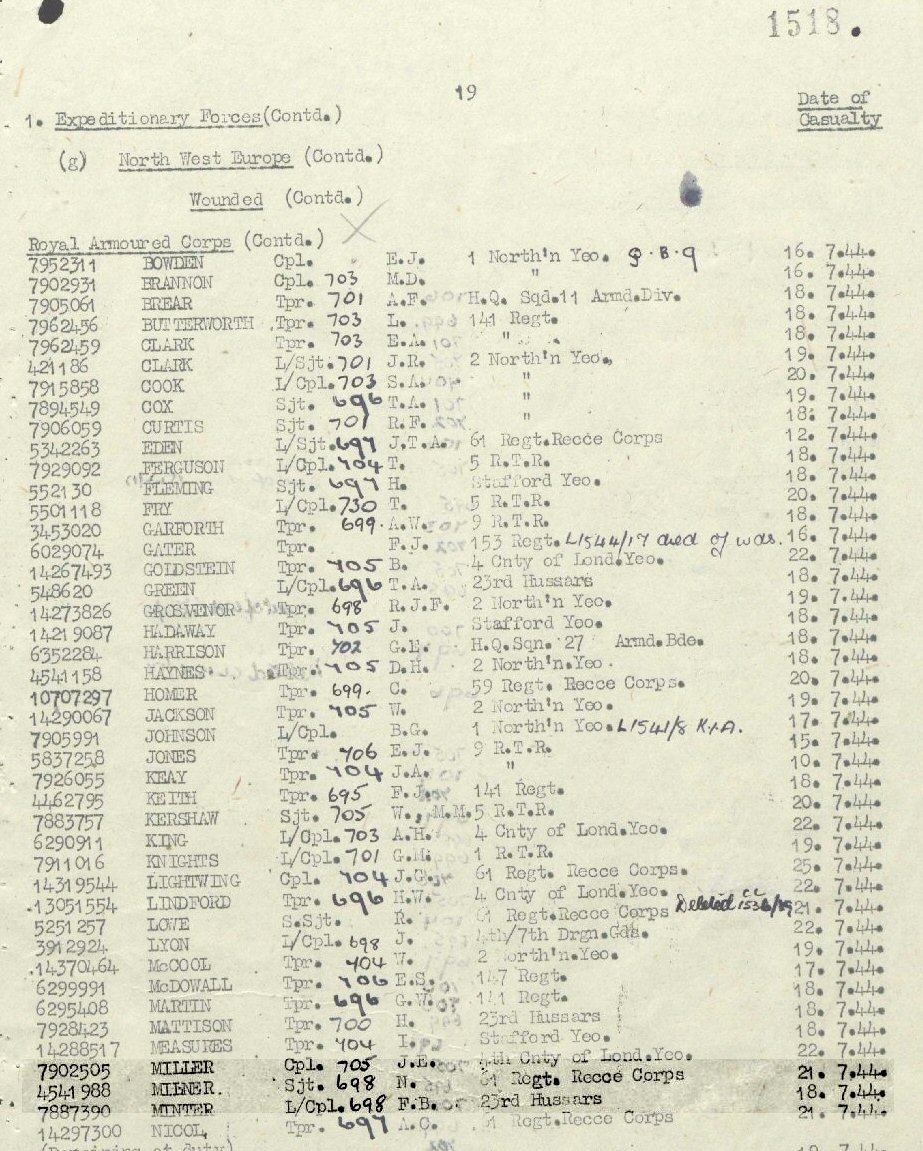 1518.
19
Date of Casualty
1. Expeditionary Forces(Contd.)
(g) North West Europe (Contd.)
Wounded (Contd.)
Royal Armoured Corps (Contd.)
7952311 BOWDEN Cpl. E.J. 1 North'n Yeo. 16. 7.44.
7902931 BRANNON Cpl. 703 M.D. " 16. 7.44.
7905061 BREAR Tpr. 701 A.F. H.Q. Sqd.11 Armd.Div. 18. 7.44.
7962456 BUTTERWORTH Tpr. 703 L. 141 Regt. 18. 7.44.
7962459 CLARK Tpr. 703 E.A. " 18. 7.44.
421186 CLARK L/Sjt.701 J.R. 2 North'n Yeo. 19. 7.44.
7915858 COOK L/Cpl.703 S.A. " 20. 7.44.
7894549 COX Sjt. 696 T.A. " 19. 7.44.
7906059 CURTIS Sjt. 701 R.F. " 18. 7.44.
5342263 EDEN L/Sjt.697 J.T.A. 61 Regt.Recce Corps 12. 7.44.
7929092 FERGUSON L/Cpl.704 T. 5 R.T.R. 18. 7.44.
552130 FLEMING Sjt. 697 H. Stafford Yeo. 18. 7.44.
5501118 FRY L/Cpl.730 T. 5 R.T.R. 20. 7.44.
3453020 GARFORTH Tpr. 699. A.W. 9 R.T.R. 18. 7.44.
6029074 GATER Tpr. F.J. 153 Regt. L1544/17 died of wds. 16. 7.44.
14267493 GOLDSTEIN Tpr. 705 B. 4 Cnty of Lond.Yeo. 22. 7.44.
548620 GREEN L/Cpl.696 T.A. 23rd Hussars 18. 7.44.
14273826 GROSVENOR Tpr. 698 R.J.F. 2 North'n Yeo. 19. 7.44.
14219087 HADAWAY Tpr. 705 J. Stafford Yeo. 18. 7.44.
6352284 HARRISON Tpr. 702 G.E. H.Q.Sqn. 27 Armd.Bde. 18. 7.44.
4541158 HAYNES Tpr. 705 D.H. 2 North'n.Yeo. 18. 7.44.
10707297 HOMER Tpr. 699. C. 59 Regt. Recce Corps. 20. 7.44.
14290067 JACKSON Tpr. 705 W. 2 North'n Yeo. 19. 7.44.
7905991 JOHNSON L/Cpl. B.G. 1 North'n Yeo. L1541/8 K.I.A. 17. 7.44.
5837258 JONES Tpr. 706 E.J. 9 R.T.R. 15. 7.44.
7926055 KEAY Tpr. 704 J.A. " 10. 7.44.
4462795 KEITH Tpr. 695 F.J. 141 Regt. 18. 7.44.
7883757 KERSHAW Sjt. 705 W., M.M. 5 R.T.R. 20. 7.44.
6290911 KING L/Cpl.703 A.H. 4 Cnty of Lond.Yeo. 22. 7.44.
7911016 KNIGHTS L/Cpl.701 G.M. 1 R.T.R. 19. 7.44.
14319544 LIGHTWING Cpl. 704 J.G. 61 Regt. Recce Corps. 25. 7.44.
13051554 LINDFORD Tpr. 696 H.W. 4 Cnty of Lond.Yeo. 22. 7.44.
5251257 LOWE S.Sjt. R. 61 Regt.Recce Corps Deleted 21. 7.44.
3912924 LYON L/Cpl. 698 J. 4th/7th Drgn.Gds. 22. 7.44.
14370464 McCOOL Tpr. 704 W. 2 North'n.Yeo. 19. 7.44.
6299991 McDOWALL Tpr. 706 E.S. 147 Regt. 17. 7.44.
6295408 MARTIN Tpr. 696 G.W. 141 Regt. 18. 7.44.
7928423 MATTISON Tpr. 700 H. 23rd Hussars 18. 7.44.
14288517 MEASURES Tpr. 704 I. Stafford Yeo. 18. 7.44.
7902505 MILLER Cpl. 705 J.E. 4th Cnty of Lond.Yeo. 22. 7.44.
4541988 MILNER. Sjt. 698 N. 61 Regt. Recce Corps 21. 7.44.
7887390 MINTER L/Cpl.698 F.B. 23rd Hussars 18. 7.44.
14297300 NICOL Tpr. 697 A.C. 61 Regt.Recce Corps 21. 7.44.